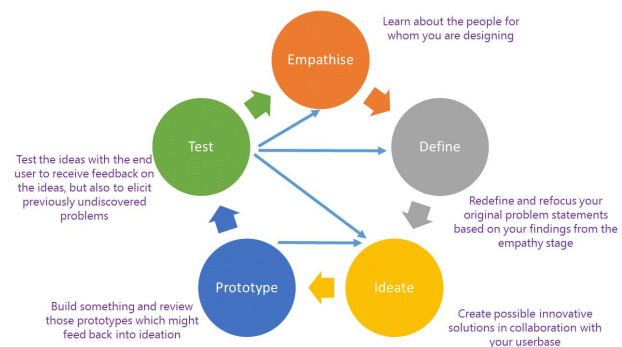 Empathise
Learn about the people for
whom you are designing
Define
Redefine and refocus your
original problem statements
based on your findings from the
empathy stage
Ideate
Create possible innovative
solutions in collaboration with
your userbase
Prototype
Build something and review
those prototypes which might
feed back into ideation
Test
Test the ideas with the end
user to receive feedback on
the ideas, but also to elicit
previously undiscovered
problems